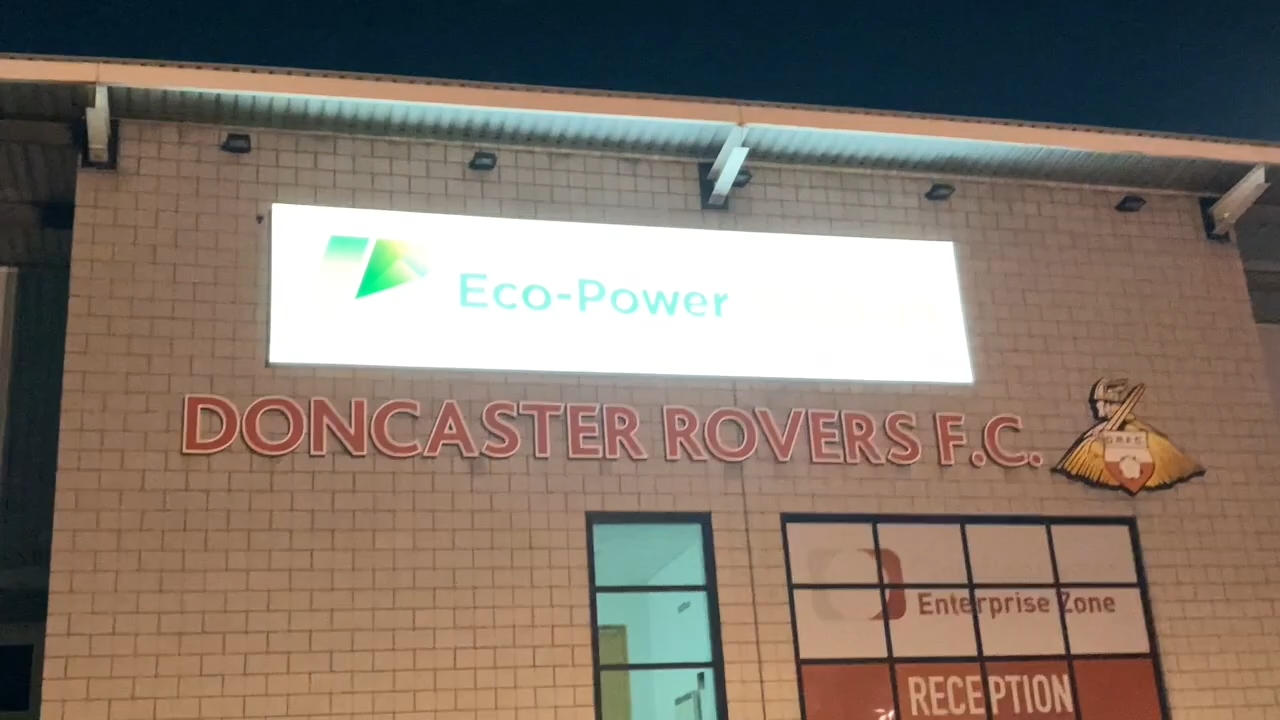 Eco-Power
DONCASTER ROVERS F.C.
D.R.F.C.
Enterprise Zone
RECEPTION